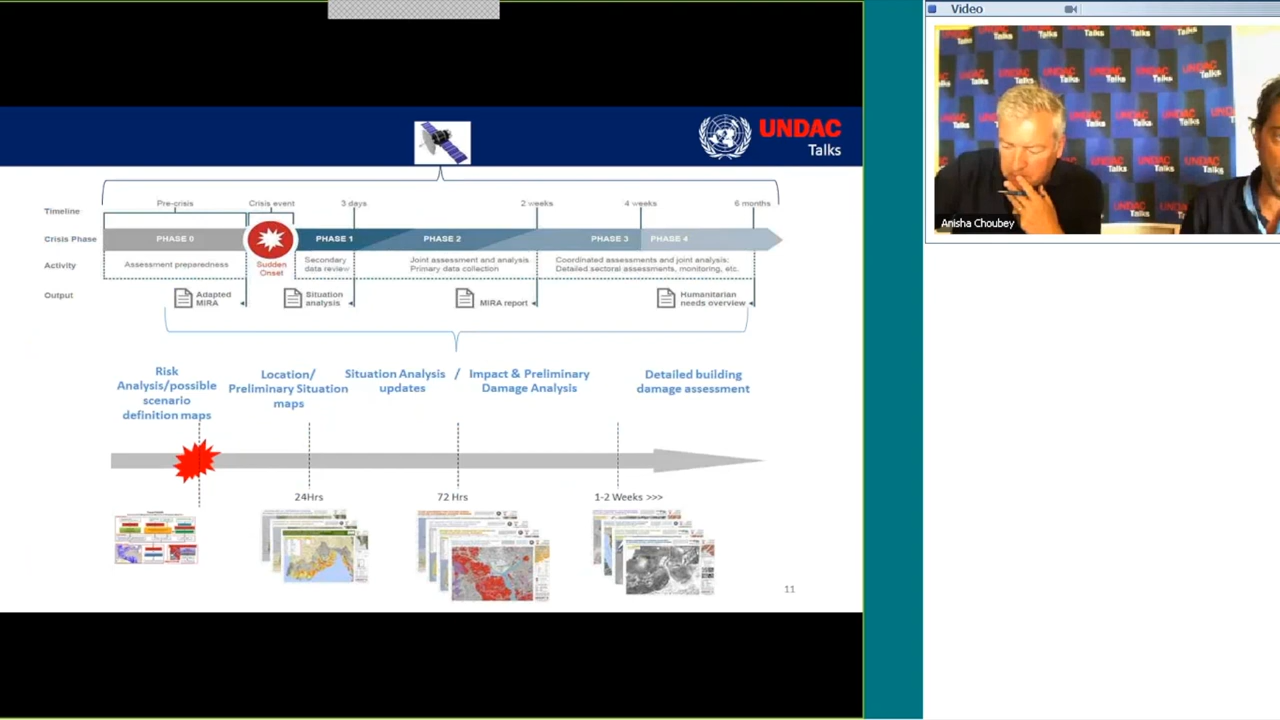 Video
UNDAC
Talks
UNDAC
Talks
Anisha Choubey
Timeline
Pre-crisis
Crisis event
3 days
2 weeks
4 weeks
6 months
Crisis Phase
PHASE 0
PHASE 1
PHASE 2
PHASE 3
PHASE 4
Sudden
Onset
Activity
Assessment preparedness
Secondary
data review
Joint assessment and analysis
Primary data collection
Coordinated assessments and joint analysis:
Detailed sectoral assessments, monitoring, etc.
Output
Adapted
MIRA
Situation
analysis
MIRA report
Humanitarian
needs overview
Risk
Analysis/possible
scenario
definition maps
Location/
Preliminary Situation
maps
Situation Analysis
updates
/
Impact & Preliminary
Damage Analysis
Detailed building
damage assessment
24Hrs
72 Hrs
1-2 Weeks >>>
11